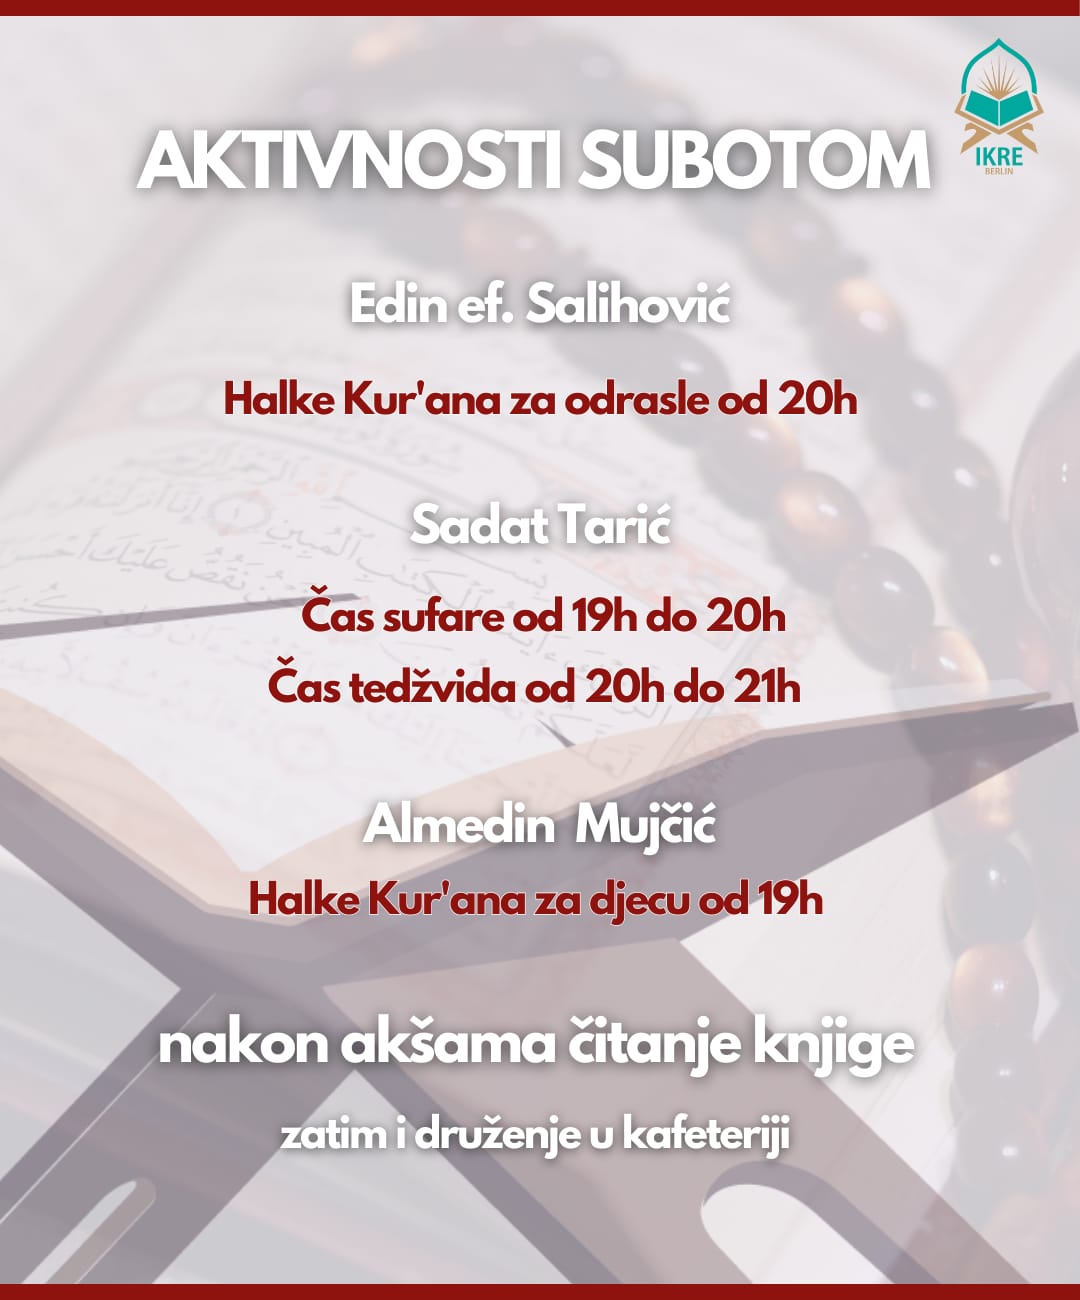 IKRE
BERLIN
AKTIVNOSTI SUBOTOM
Edin ef. Salihović
Halke Kur'ana za odrasle od 20h
Sadat Tarić
Čas sufare od 19h do 20h
Čas tedžvida od 20h do 21h
Almedin Mujčić
Halke Kur'ana za djecu od 19h
nakon akšama čitanje knjige
zatim i druženje u kafeteriji